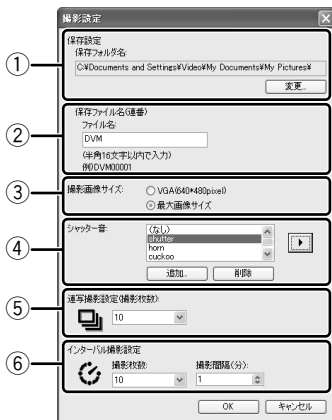 撮影設定
① 保存設定
保存フォルダ名:
C:¥Documents and Settings¥Video¥My Documents¥My Pictures¥
変更...
② 保存ファイル名(連番)
ファイル名:
DVM
(半角16文字以内で入力)
例)DVM00001
③ 撮影画像サイズ: VGA(640*480pixel)
最大画像サイズ
④ シャッター音: (なし)
shutter
horn
cuckoo
追加... 削除
⑤ 連写撮影設定(撮影枚数):
10
⑥ インターバル撮影設定
撮影枚数: 撮影間隔(分):
10 1
OK キャンセル